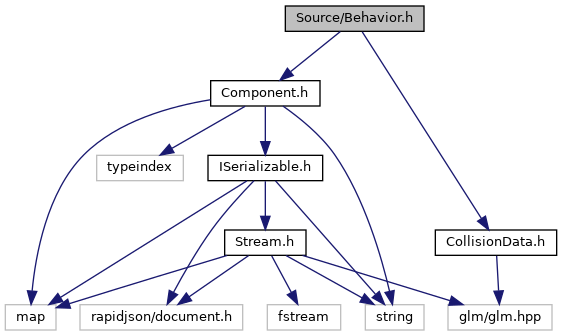 Source/Behavior.h
Component.h
typeindex
ISerializable.h
Stream.h
CollisionData.h
map
rapidjson/document.h
fstream
string
glm/glm.hpp